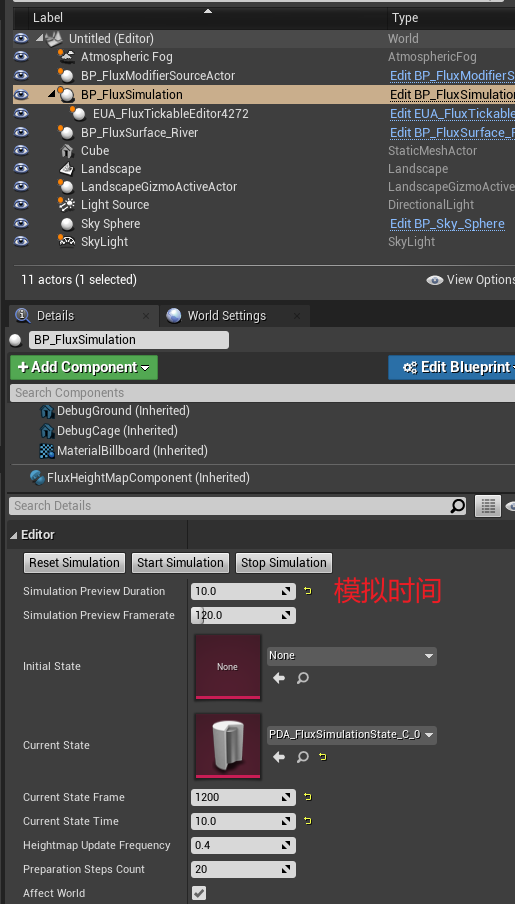 Label Type
Untitled (Editor) World
Atmospheric Fog AtmosphericFog
BP_FluxModifierSourceActor Edit BP_FluxModifierS
BP_FluxSimulation Edit BP_FluxSimulation
EUA_FluxTickableEditor4272 Edit EUA_FluxTickable
BP_FluxSurface_River Edit BP_FluxSurface_R
Cube StaticMeshActor
Landscape Landscape
LandscapeGizmoActiveActor LandscapeGizmoActive
Light Source DirectionalLight
Sky Sphere Edit BP_Sky_Sphere
SkyLight SkyLight
11 actors (1 selected) View Options
Details World Settings
BP_FluxSimulation
Add Component Edit Blueprint
Search Components
DebugGround (Inherited)
DebugCage (Inherited)
MaterialBillboard (Inherited)
FluxHeightMapComponent (Inherited)
Search Details
Editor
Reset Simulation Start Simulation Stop Simulation
Simulation Preview Duration 10.0 模拟时间
Simulation Preview Framerate 120.0
Initial State None None
Current State PDA_FluxSimulationState_C_0
Current State Frame 1200
Current State Time 10.0
Heightmap Update Frequency 0.4
Preparation Steps Count 20
Affect World